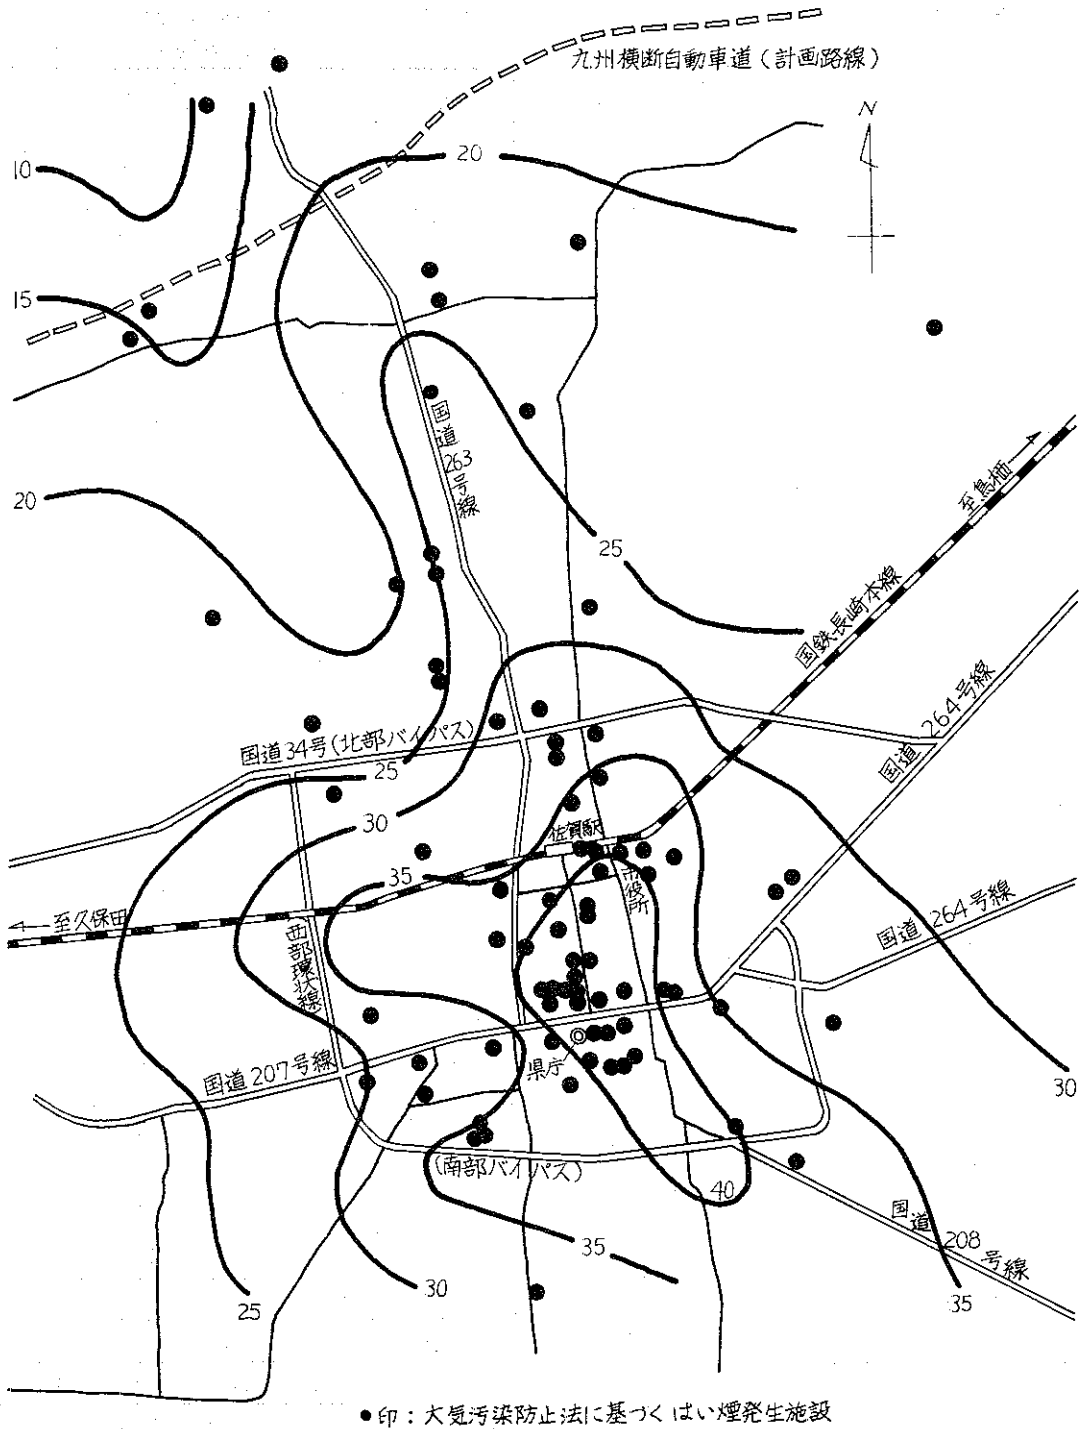 九州横断自動車道(計画路線)
N
20
10
15
国道263号線
20
至鳥栖
25
国鉄長崎本線
国道264号線
国道34号(北部バイパス)
25
30
佐賀駅
35
市役所
至久保田
国道264号線
西部環状線
県庁
国道207号線
30
(南部バイパス)
40
国道208号線
35
30
25
35
●印:大気汚染防止法に基づくはい煙発生施設